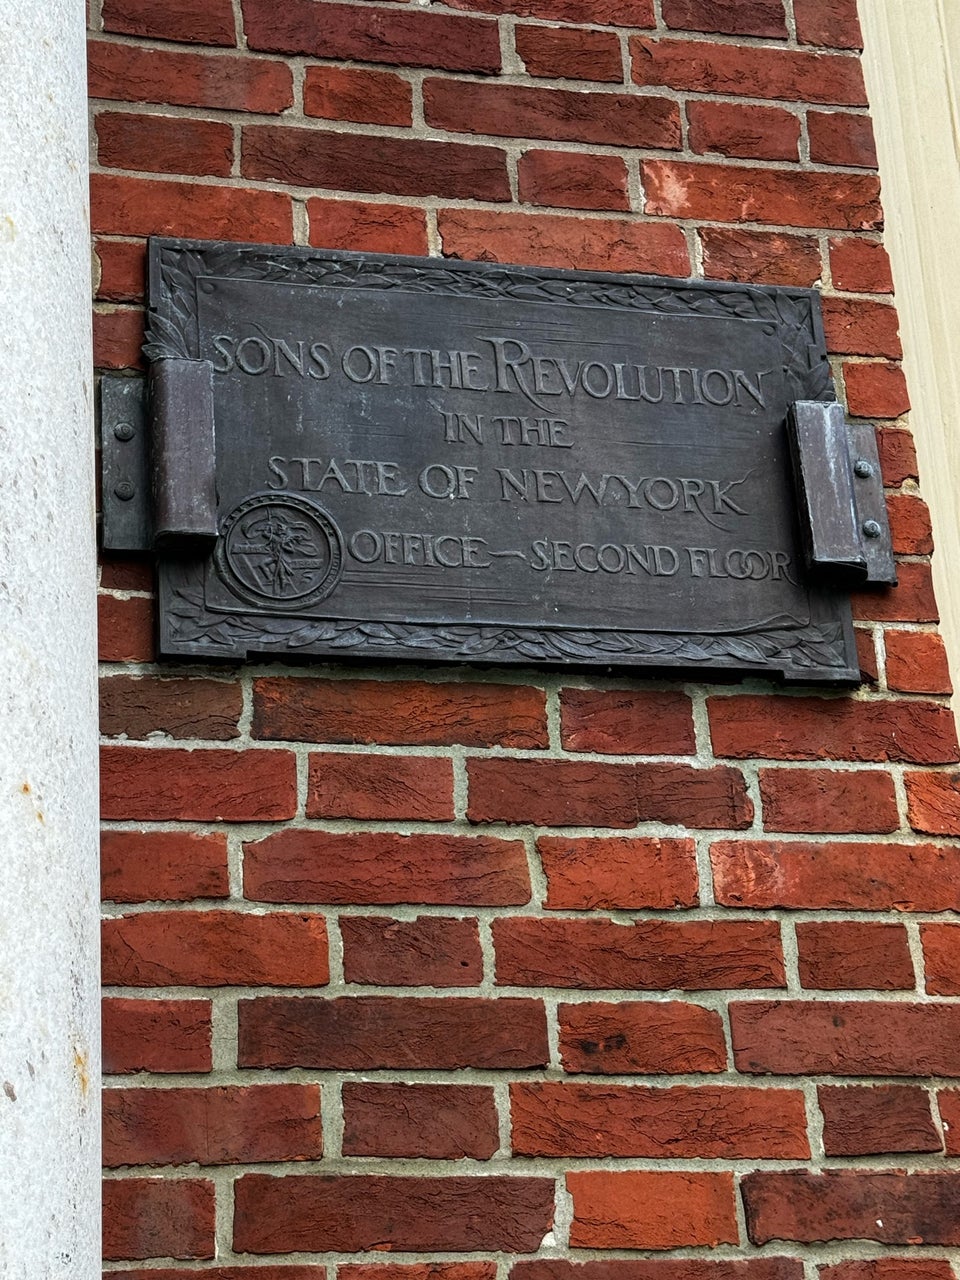 SONS OF THE REVOLUTION
IN THE
STATE OF NEW YORK
OFFICE—SECOND FLOOR